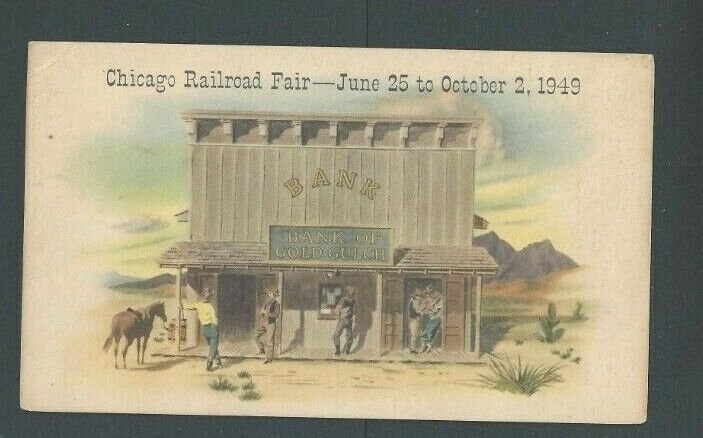 Chicago Railroad Fair—June 25 to October 2, 1949
BANK
BANK OF
GOLD·GULCH